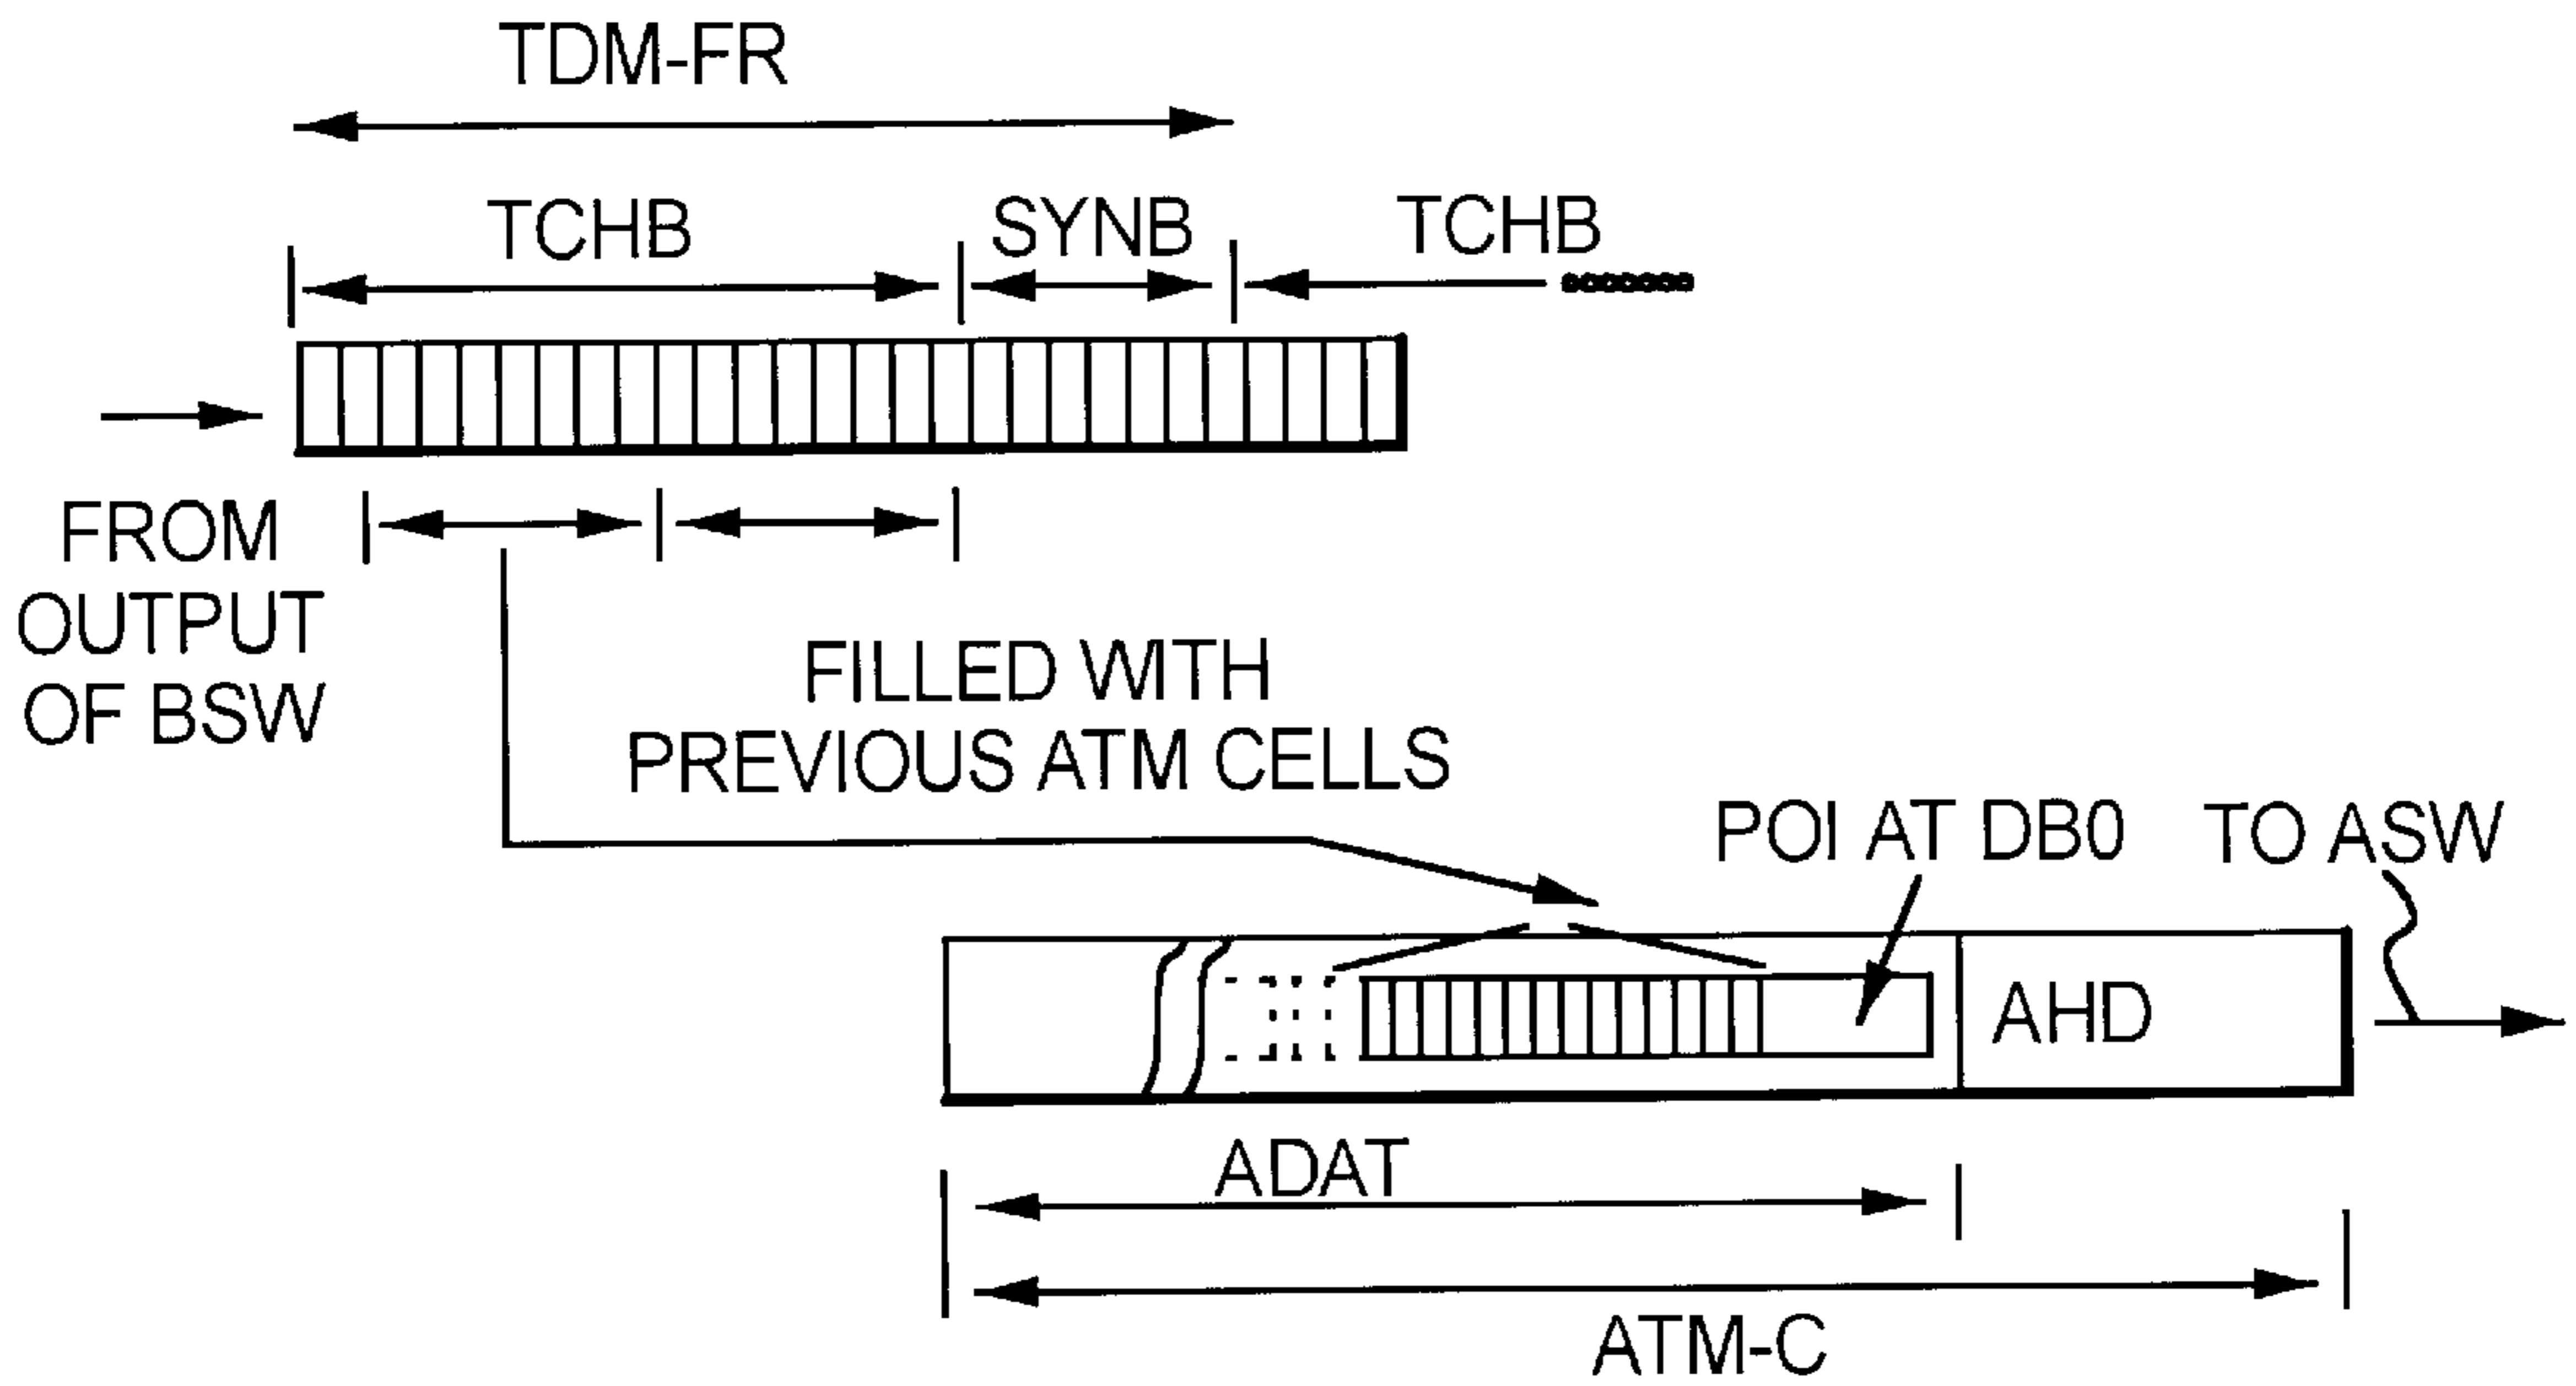 TDM-FR
TCHB
SYNB
TCHB
FROM
OUTPUT
OF BSW
FILLED WITH
PREVIOUS ATM CELLS
POI AT DB0
TO ASW
AHD
ADAT
ATM-C